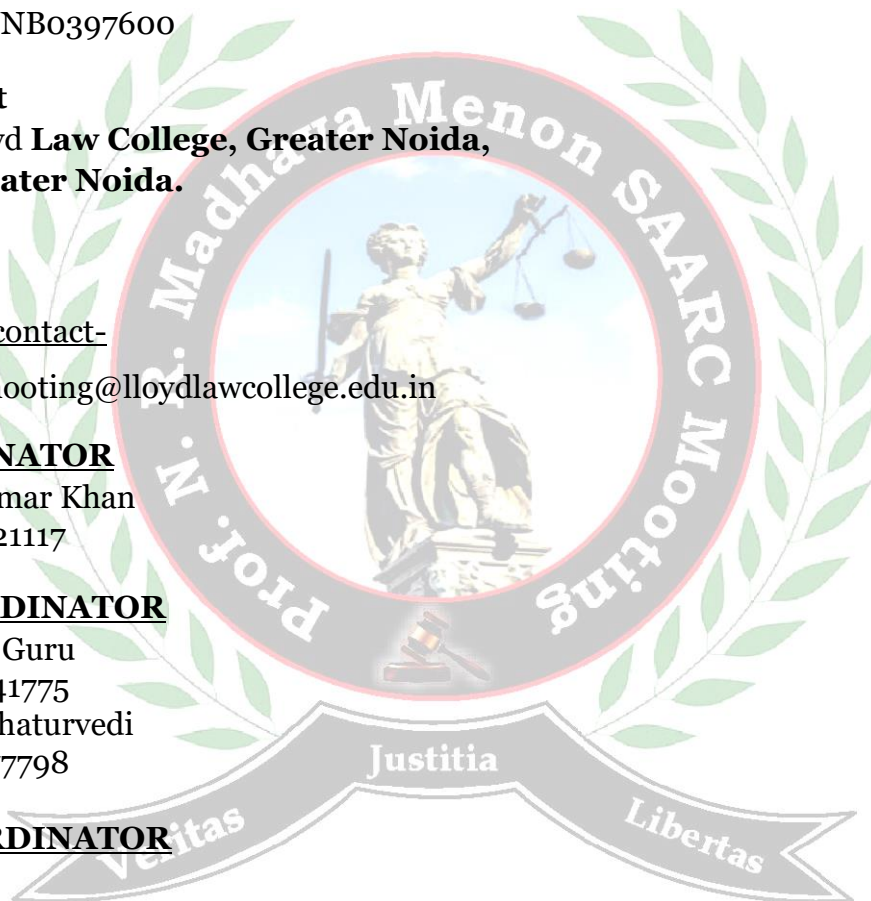 NB0397600
t
yd Law College, Greater Noida,
ater Noida.
contact-
ooting@lloydlawcollege.edu.in
NATOR
mar Khan
21117
DINATOR
Guru
41775
haturvedi
7798
RDINATOR
Prof. N. R. Madhava Menon SAARC Mooting
Veritas Justitia Libertas